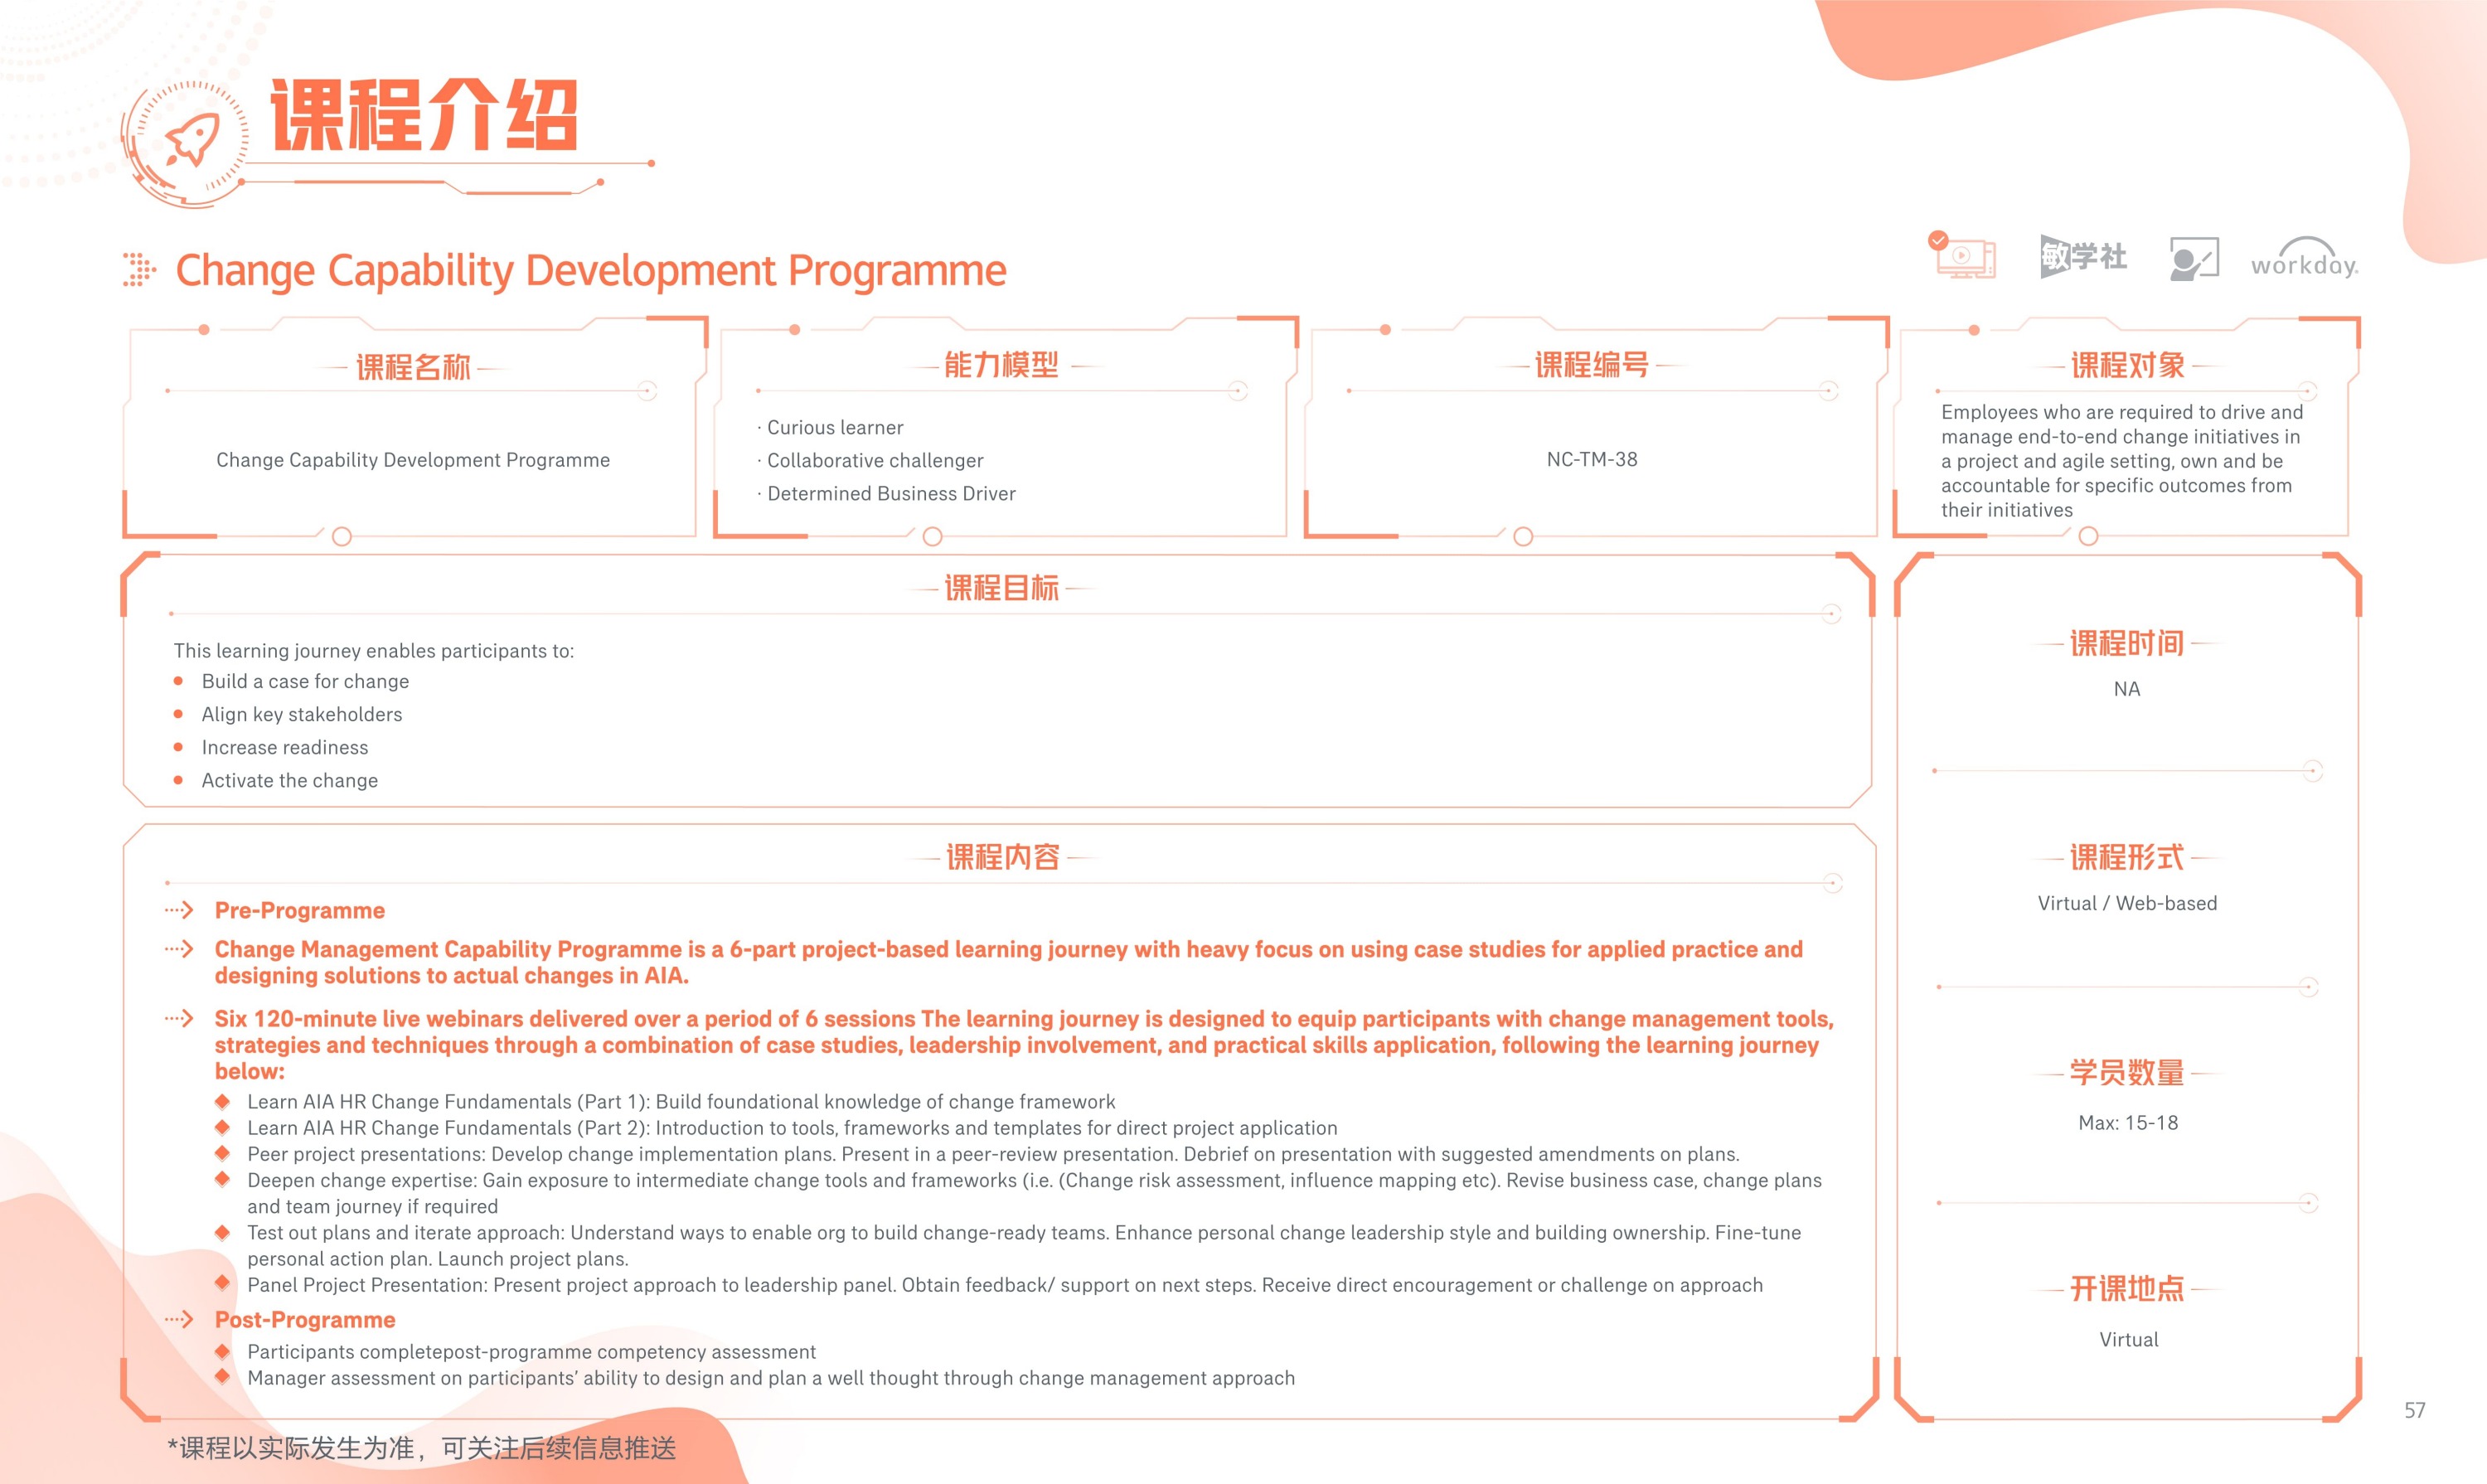 课程介绍
Change Capability Development Programme
敏学社
workday.
课程名称
Change Capability Development Programme
能力模型
· Curious learner
· Collaborative challenger
· Determined Business Driver
课程编号
NC-TM-38
课程对象
Employees who are required to drive and
manage end-to-end change initiatives in
a project and agile setting, own and be
accountable for specific outcomes from
their initiatives
课程目标
This learning journey enables participants to:
Build a case for change
Align key stakeholders
Increase readiness
Activate the change
课程内容
Pre-Programme
Change Management Capability Programme is a 6-part project-based learning journey with heavy focus on using case studies for applied practice and
designing solutions to actual changes in AIA.
Six 120-minute live webinars delivered over a period of 6 sessions The learning journey is designed to equip participants with change management tools,
strategies and techniques through a combination of case studies, leadership involvement, and practical skills application, following the learning journey
below:
Learn AIA HR Change Fundamentals (Part 1): Build foundational knowledge of change framework
Learn AIA HR Change Fundamentals (Part 2): Introduction to tools, frameworks and templates for direct project application
Peer project presentations: Develop change implementation plans. Present in a peer-review presentation. Debrief on presentation with suggested amendments on plans.
Deepen change expertise: Gain exposure to intermediate change tools and frameworks (i.e. (Change risk assessment, influence mapping etc). Revise business case, change plans
and team journey if required
Test out plans and iterate approach: Understand ways to enable org to build change-ready teams. Enhance personal change leadership style and building ownership. Fine-tune
personal action plan. Launch project plans.
Panel Project Presentation: Present project approach to leadership panel. Obtain feedback/ support on next steps. Receive direct encouragement or challenge on approach
Post-Programme
Participants completepost-programme competency assessment
Manager assessment on participants’ ability to design and plan a well thought through change management approach
课程时间
NA
课程形式
Virtual / Web-based
学员数量
Max: 15-18
开课地点
Virtual
*课程以实际发生为准，可关注后续信息推送
57